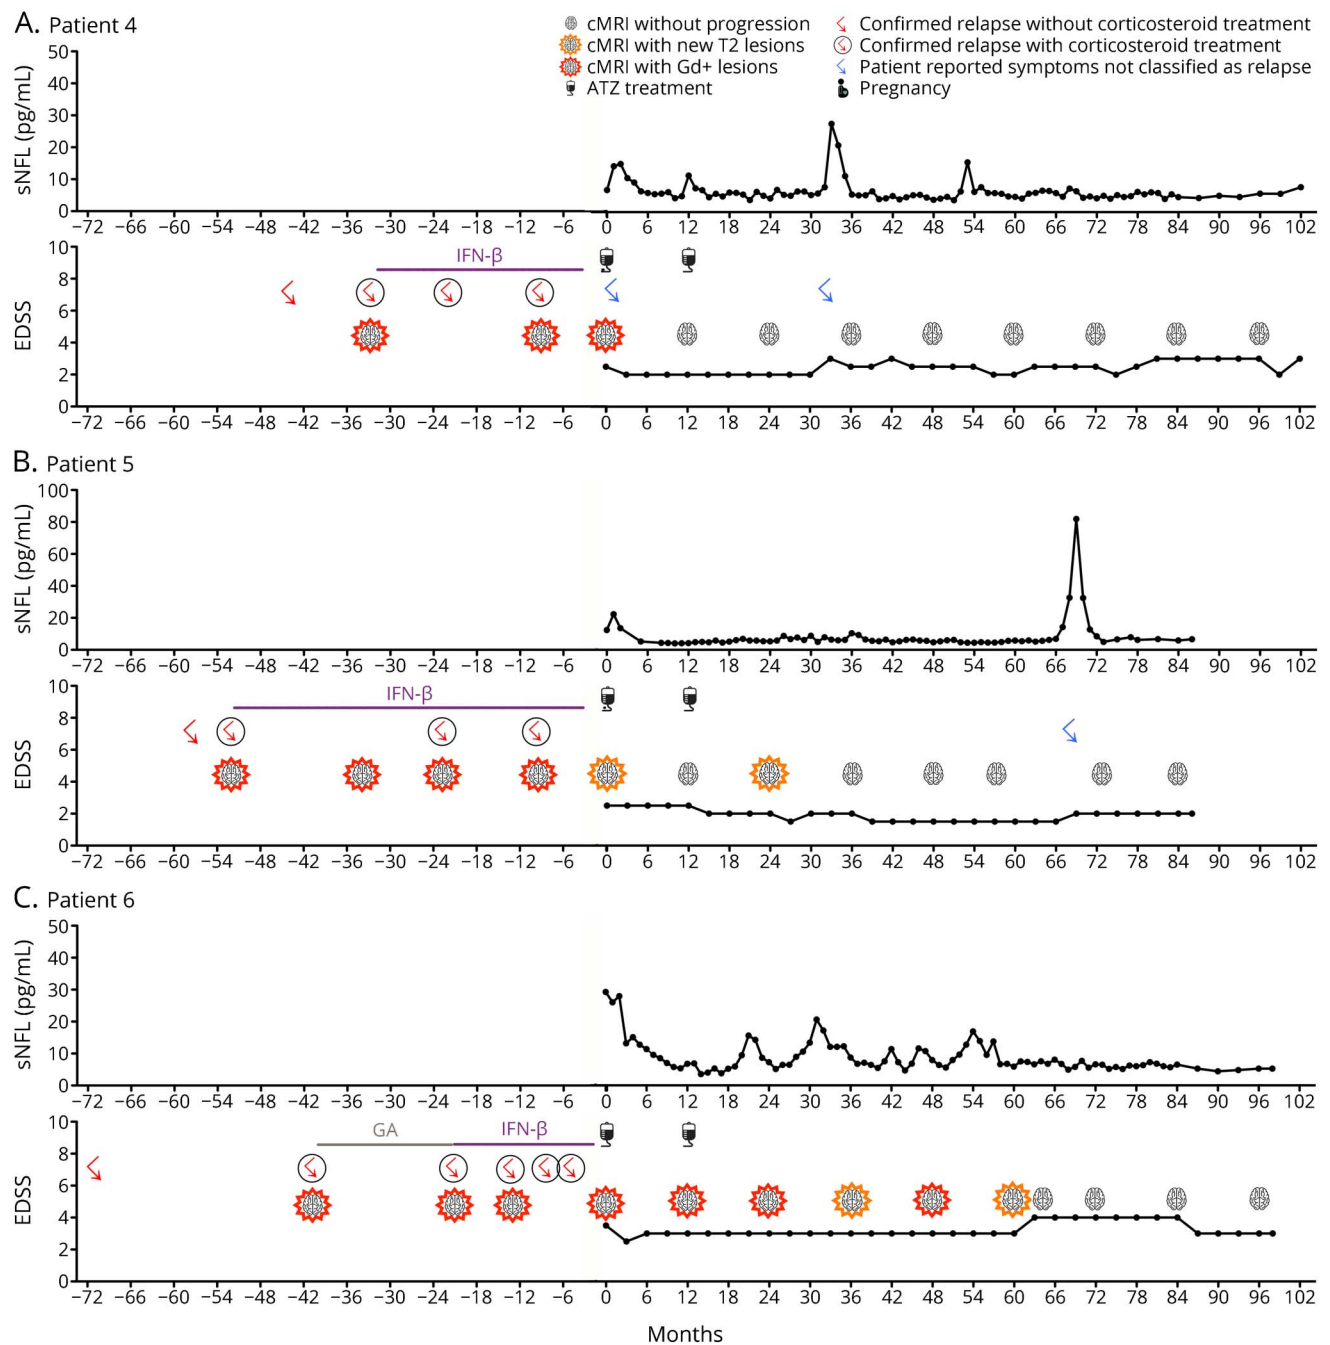 A. Patient 4
cMRI without progression
cMRI with new T2 lesions
cMRI with Gd+ lesions
ATZ treatment
Confirmed relapse without corticosteroid treatment
Confirmed relapse with corticosteroid treatment
Patient reported symptoms not classified as relapse
Pregnancy
sNFL (pg/mL)
50
40
30
20
10
0
−72 −66 −60 −54 −48 −42 −36 −30 −24 −18 −12 −6 0 6 12 18 24 30 36 42 48 54 60 66 72 78 84 90 96 102
EDSS
10
8
6
4
2
0
IFN-β
−72 −66 −60 −54 −48 −42 −36 −30 −24 −18 −12 −6 0 6 12 18 24 30 36 42 48 54 60 66 72 78 84 90 96 102
B. Patient 5
sNFL (pg/mL)
100
80
60
40
20
0
−72 −66 −60 −54 −48 −42 −36 −30 −24 −18 −12 −6 0 6 12 18 24 30 36 42 48 54 60 66 72 78 84 90 96 102
EDSS
10
8
6
4
2
0
IFN-β
−72 −66 −60 −54 −48 −42 −36 −30 −24 −18 −12 −6 0 6 12 18 24 30 36 42 48 54 60 66 72 78 84 90 96 102
C. Patient 6
sNFL (pg/mL)
50
40
30
20
10
0
−72 −66 −60 −54 −48 −42 −36 −30 −24 −18 −12 −6 0 6 12 18 24 30 36 42 48 54 60 66 72 78 84 90 96 102
EDSS
10
8
6
4
2
0
GA IFN-β
−72 −66 −60 −54 −48 −42 −36 −30 −24 −18 −12 −6 0 6 12 18 24 30 36 42 48 54 60 66 72 78 84 90 96 102
Months